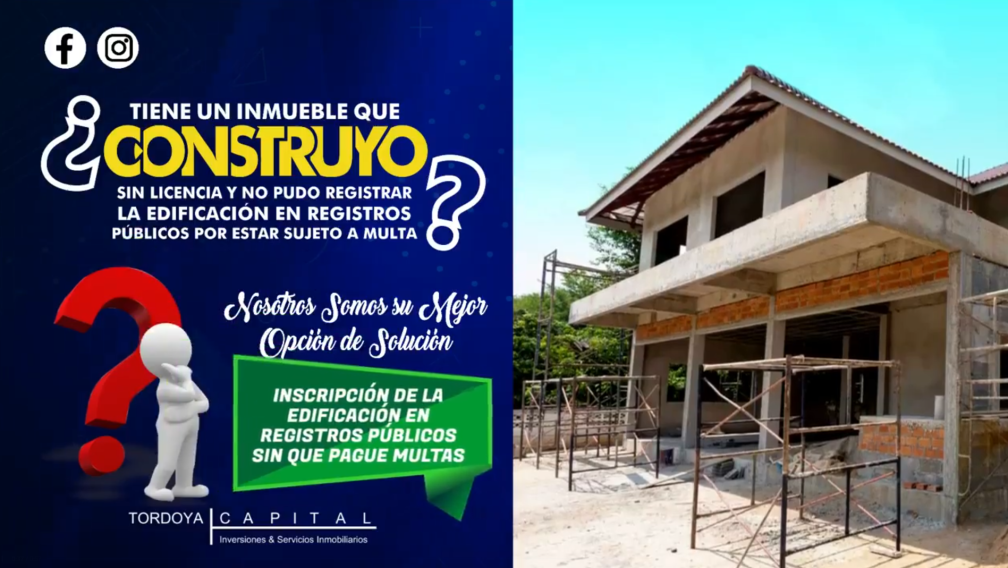 ¿TIENE UN INMUEBLE QUE
CONSTRUYO
SIN LICENCIA Y NO PUDO REGISTRAR
LA EDIFICACIÓN EN REGISTROS
PÚBLICOS POR ESTAR SUJETO A MULTA?
Nosotros Somos su Mejor
Opción de Solución
INSCRIPCIÓN DE LA
EDIFICACIÓN EN
REGISTROS PÚBLICOS
SIN QUE PAGUE MULTAS
TORDOYA CAPITAL
Inversiones & Servicios Inmobiliarios